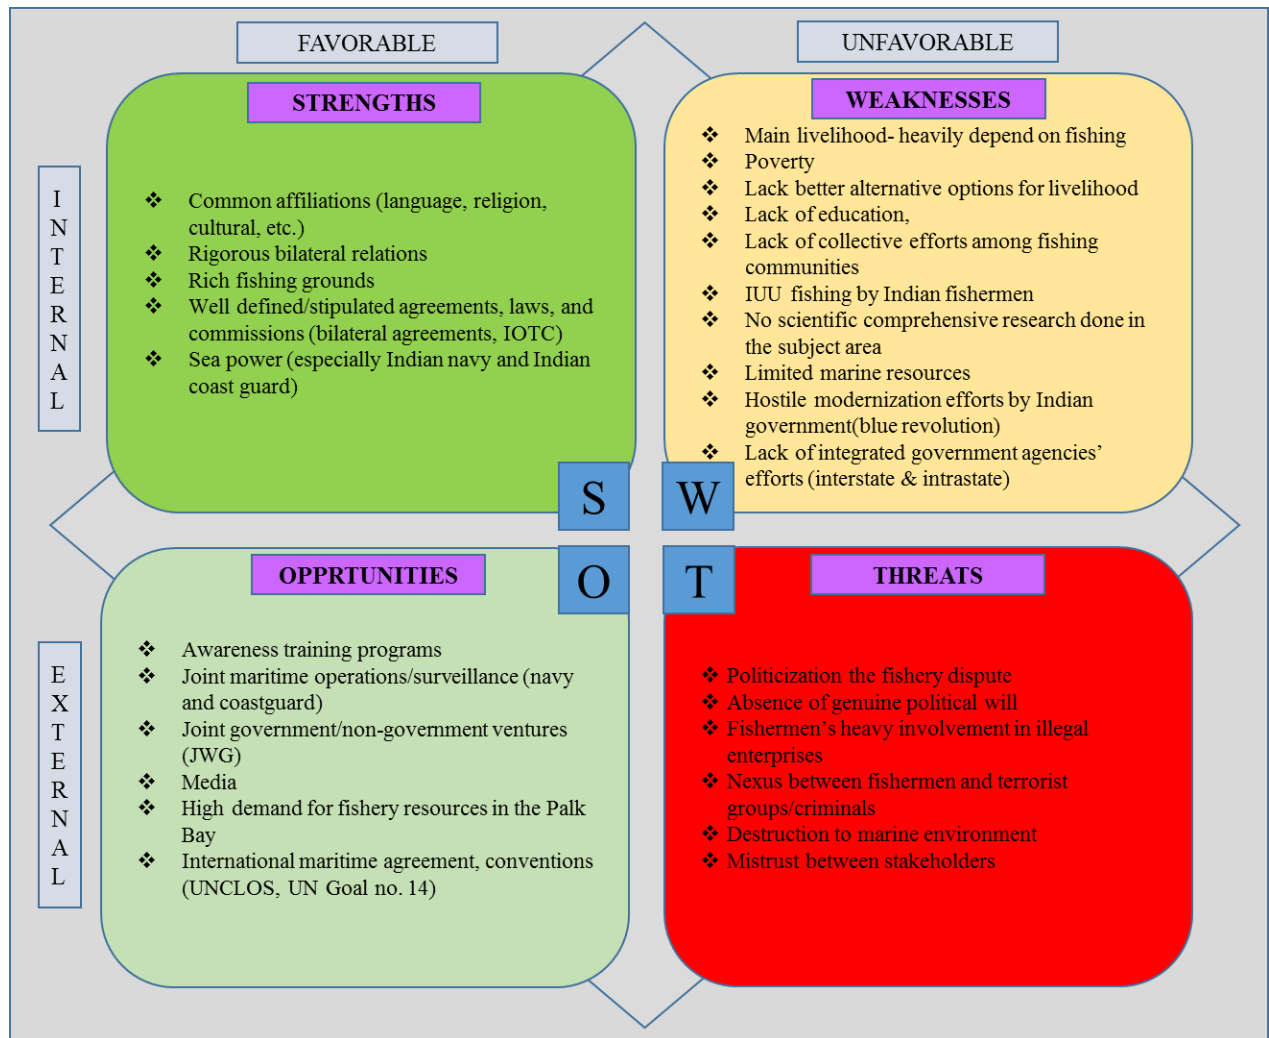 FAVORABLE
UNFAVORABLE
INTERNAL
STRENGTHS
❖ Common affiliations (language, religion,
cultural, etc.)
❖ Rigorous bilateral relations
❖ Rich fishing grounds
❖ Well defined/stipulated agreements, laws, and
commissions (bilateral agreements, IOTC)
❖ Sea power (especially Indian navy and Indian
coast guard)
S
WEAKNESSES
❖ Main livelihood- heavily depend on fishing
❖ Poverty
❖ Lack better alternative options for livelihood
❖ Lack of education,
❖ Lack of collective efforts among fishing
communities
❖ IUU fishing by Indian fishermen
❖ No scientific comprehensive research done in
the subject area
❖ Limited marine resources
❖ Hostile modernization efforts by Indian
government(blue revolution)
❖ Lack of integrated government agencies’
efforts (interstate & intrastate)
W
EXTERNAL
OPPRTUNITIES
O
❖ Awareness training programs
❖ Joint maritime operations/surveillance (navy
and coastguard)
❖ Joint government/non-government ventures
(JWG)
❖ Media
❖ High demand for fishery resources in the Palk
Bay
❖ International maritime agreement, conventions
(UNCLOS, UN Goal no. 14)
T
THREATS
❖ Politicization the fishery dispute
❖ Absence of genuine political will
❖ Fishermen’s heavy involvement in illegal
enterprises
❖ Nexus between fishermen and terrorist
groups/criminals
❖ Destruction to marine environment
❖ Mistrust between stakeholders